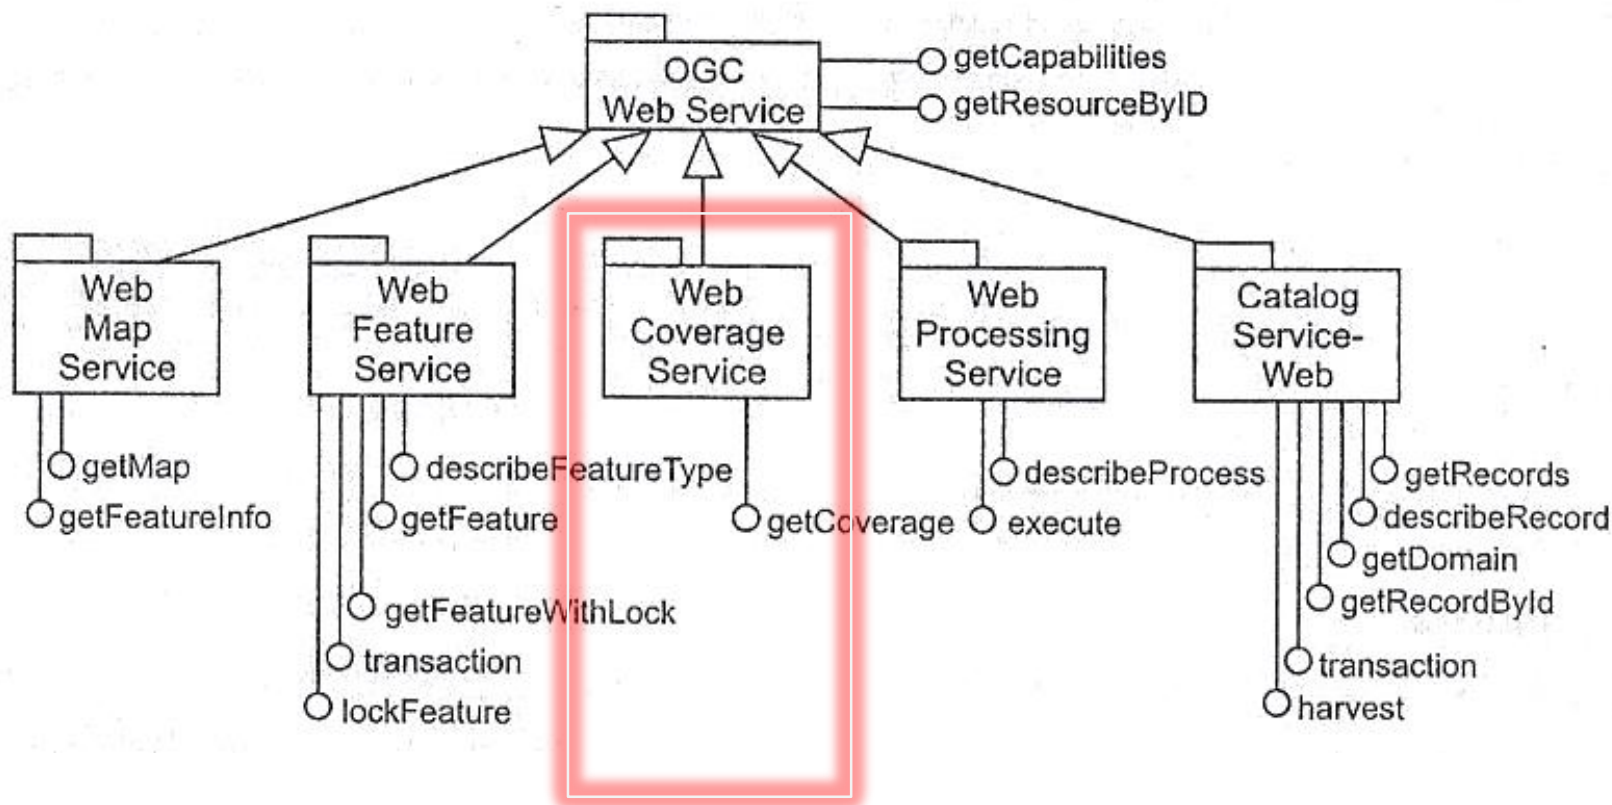 OGC
Web Service
getCapabilities
getResourceByID
Web
Map
Service
getMap
getFeatureInfo
Web
Feature
Service
describeFeatureType
getFeature
getFeatureWithLock
transaction
lockFeature
Web
Coverage
Service
getCoverage
Web
Processing
Service
describeProcess
execute
Catalog
Service-
Web
getRecords
describeRecord
getDomain
getRecordById
transaction
harvest